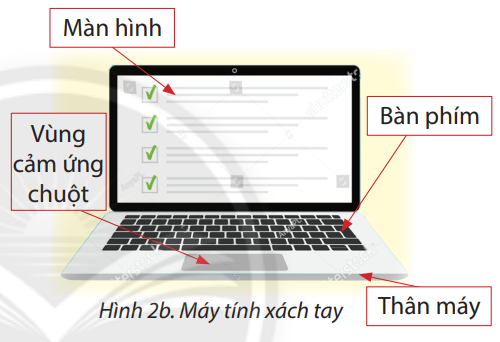 Màn hình
Bàn phím
Vùng
cảm ứng
chuột
Thân máy
Hình 2b. Máy tính xách tay